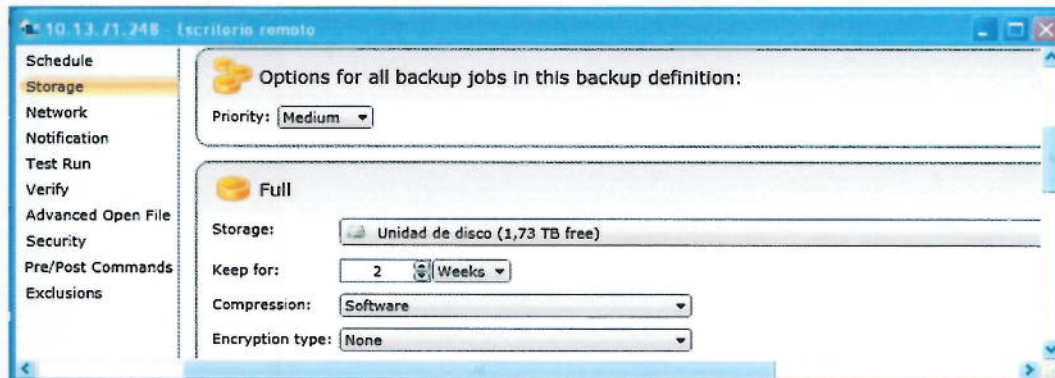 10.13.71.248 - Escritorio remoto
Schedule
Storage
Network
Notification
Test Run
Verify
Advanced Open File
Security
Pre/Post Commands
Exclusions
Options for all backup jobs in this backup definition:
Priority: Medium
Full
Storage: Unidad de disco (1,73 TB free)
Keep for: 2 Weeks
Compression: Software
Encryption type: None